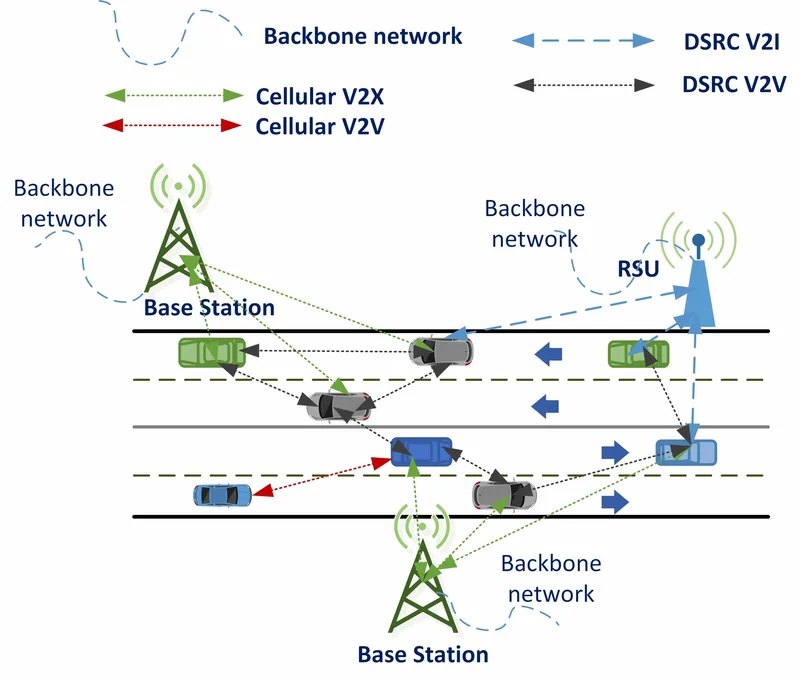 Backbone network
DSRC V2I
DSRC V2V
Cellular V2X
Cellular V2V
Backbone
network
Backbone
network
RSU
Base Station
Backbone
network
Base Station